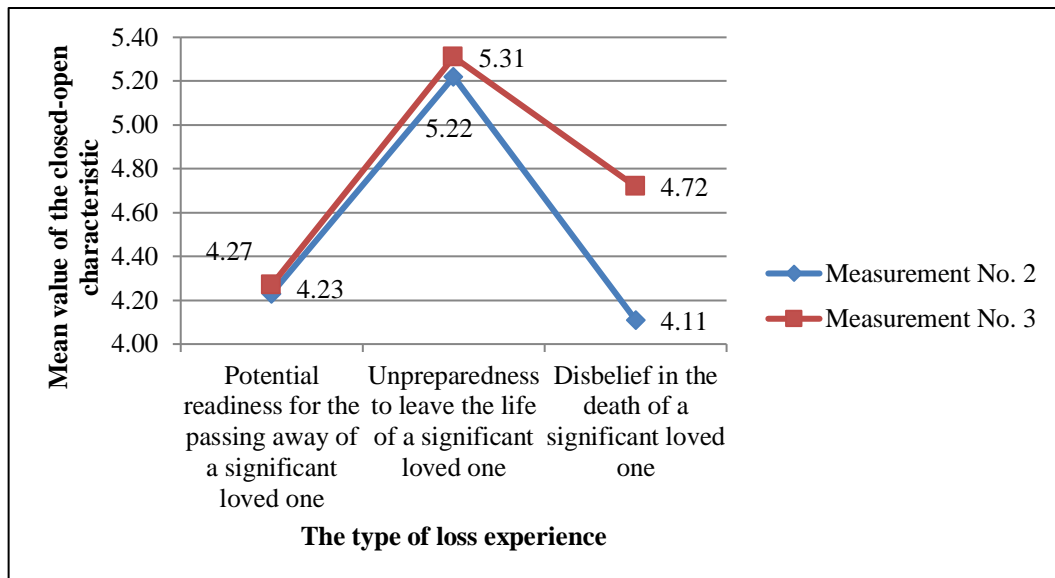 5.40
5.20
5.00
4.80
4.60
4.40
4.20
4.00
Mean value of the closed-open
characteristic
5.31
5.22
4.72
4.27
4.23
4.11
Measurement No. 2
Measurement No. 3
Potential
readiness for the
passing away of
a significant
loved one
Unpreparedness
to leave the life
of a significant
loved one
Disbelief in the
death of a
significant loved
one
The type of loss experience